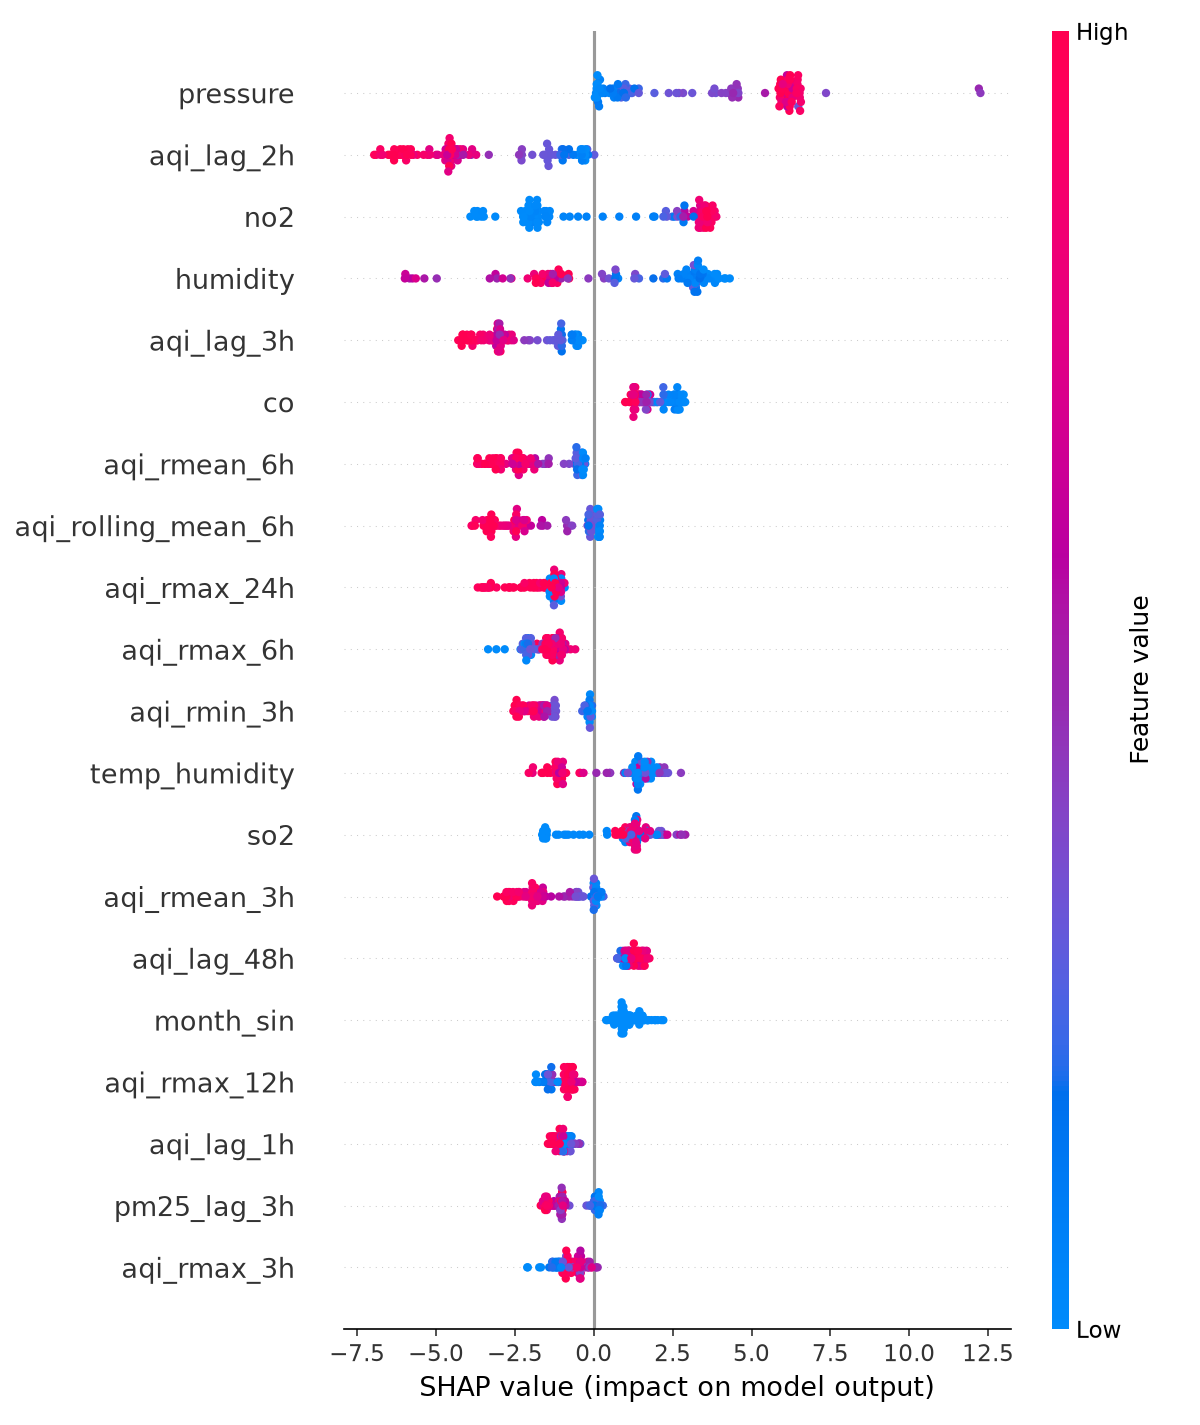 High
pressure
aqi_lag_2h
no2
humidity
aqi_lag_3h
co
aqi_rmean_6h
aqi_rolling_mean_6h
aqi_rmax_24h
aqi_rmax_6h
aqi_rmin_3h
temp_humidity
so2
aqi_rmean_3h
aqi_lag_48h
month_sin
aqi_rmax_12h
aqi_lag_1h
pm25_lag_3h
aqi_rmax_3h
Feature value
Low
−7.5 −5.0 −2.5 0.0 2.5 5.0 7.5 10.0 12.5
SHAP value (impact on model output)